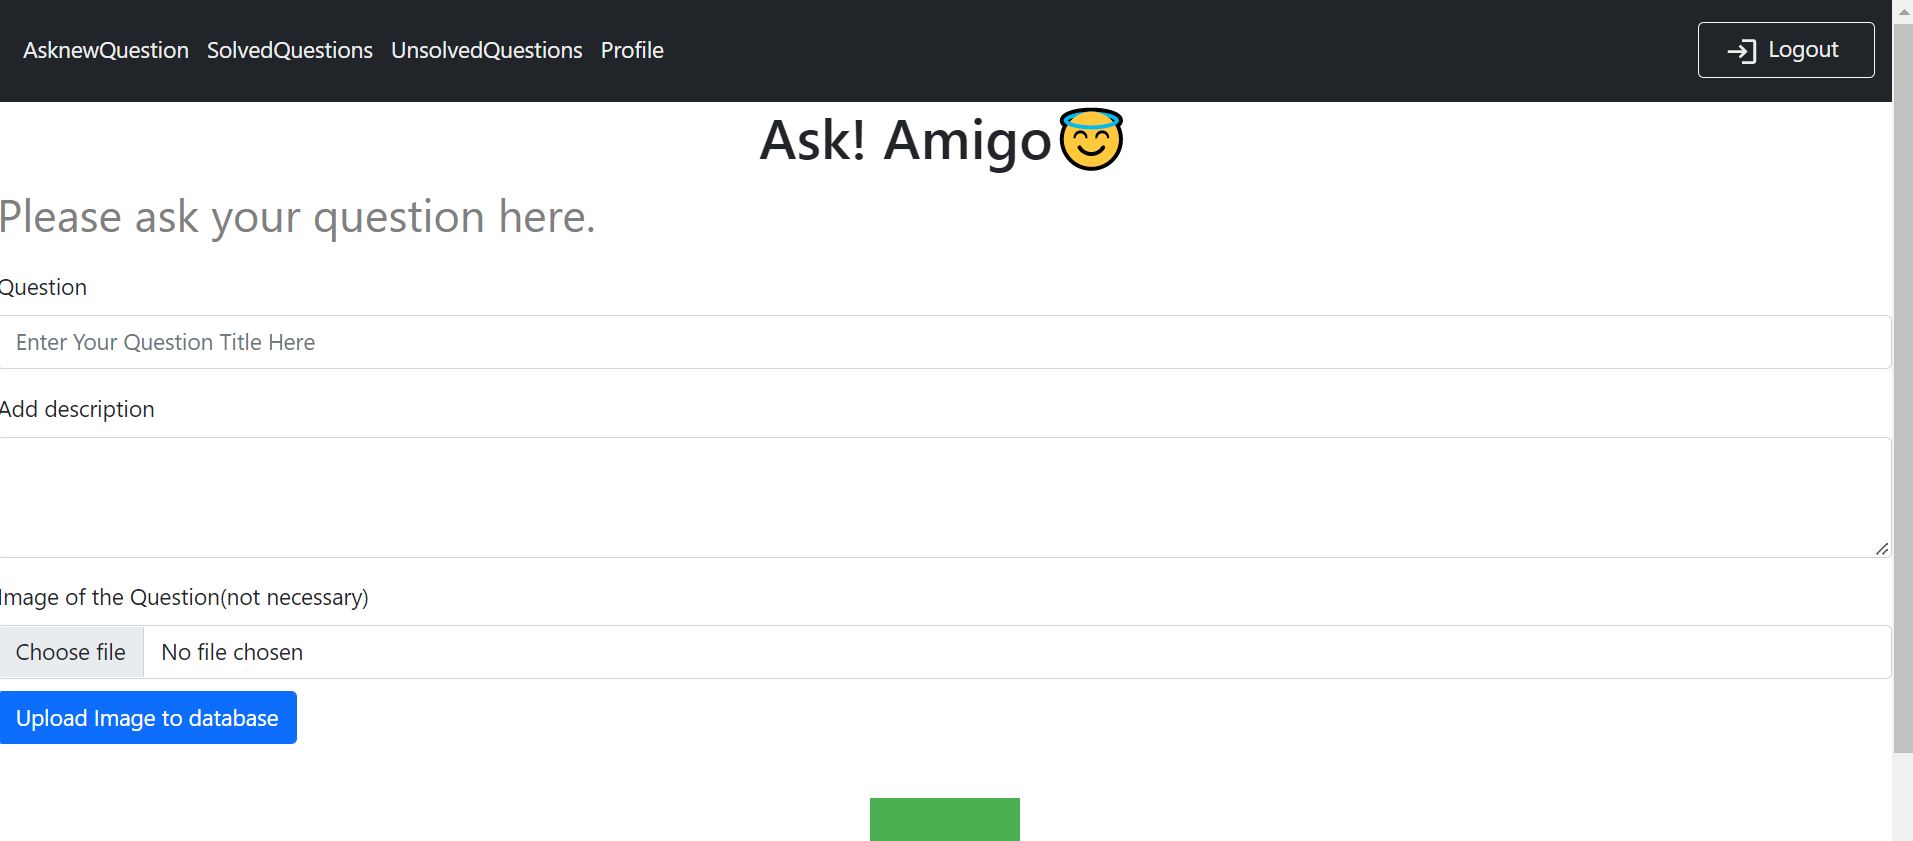 AsknewQuestion SolvedQuestions UnsolvedQuestions Profile Logout
Ask! Amigo😇
Please ask your question here.
Question
Enter Your Question Title Here
Add description
Image of the Question(not necessary)
Choose file No file chosen
Upload Image to database